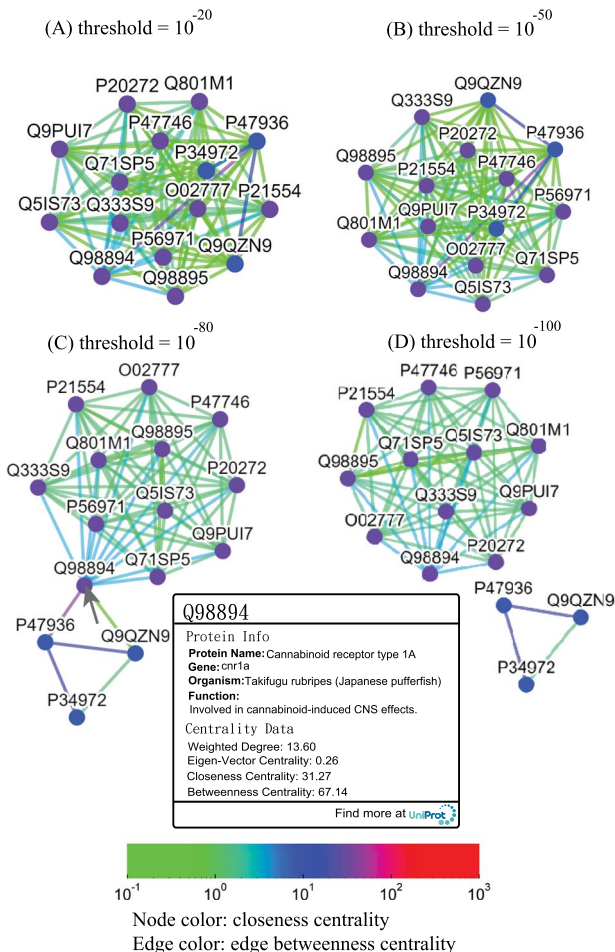 (A) threshold = 10^-20
(B) threshold = 10^-50
P20272
Q801M1
P47746
P47936
Q9PUI7
P34972
Q71SP5
O02777
P21554
Q5IS73
Q333S9
P56971
Q9QZN9
Q98894
Q98895
Q9QZN9
Q333S9
P20272
P47936
Q98895
P21554
P47746
P56971
Q9PUI7
P34972
Q801M1
O02777
Q71SP5
Q98894
Q5IS73
(C) threshold = 10^-80
(D) threshold = 10^-100
O02777
P21554
P47746
Q801M1
Q98895
Q333S9
P20272
Q5IS73
P56971
Q9PUI7
Q71SP5
Q98894
P47936
Q9QZN9
P34972
P47746
P56971
P21554
Q801M1
Q71SP5
Q5IS73
Q98895
Q333S9
Q9PUI7
O02777
P20272
Q98894
P47936
Q9QZN9
P34972
Q98894
Protein Info
Protein Name: Cannabinoid receptor type 1A
Gene: cnr1a
Organism: Takifugu rubripes (Japanese pufferfish)
Function:
Involved in cannabinoid-induced CNS effects.
Centrality Data
Weighted Degree: 13.60
Eigen-Vector Centrality: 0.26
Closeness Centrality: 31.27
Betweenness Centrality: 67.14
Find more at UniProt
10^-1 10^0 10^1 10^2 10^3
Node color: closeness centrality
Edge color: edge betweenness centrality